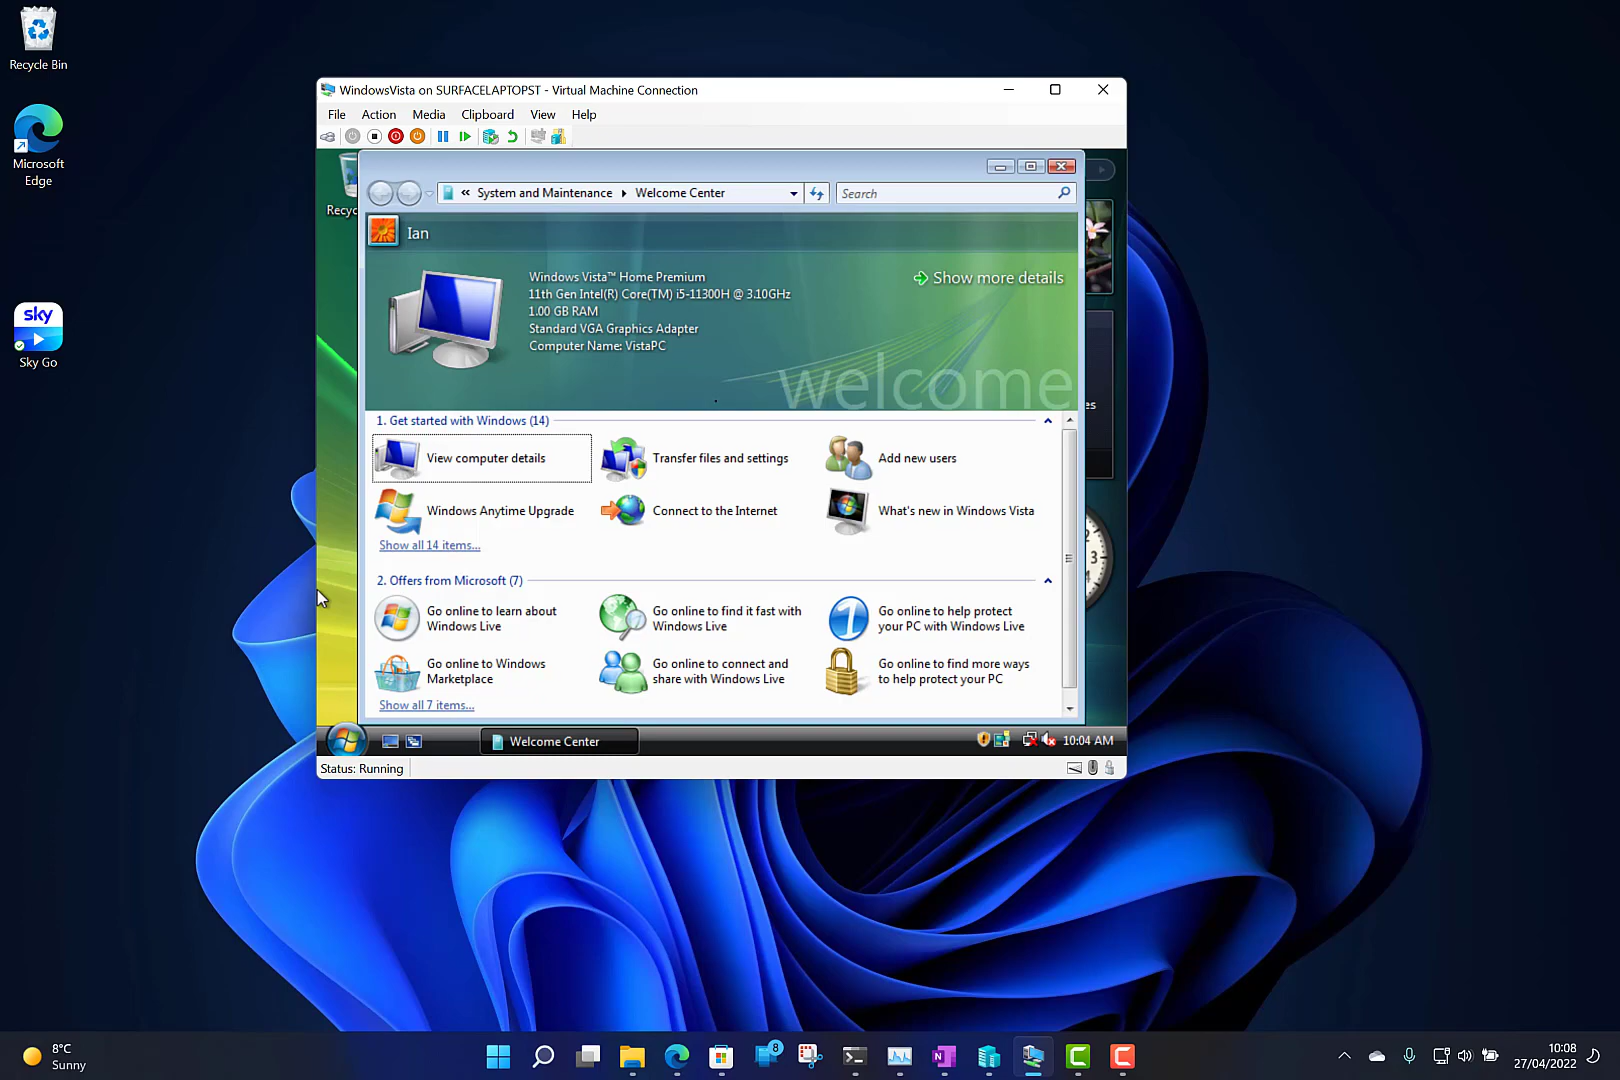 Recycle Bin
Microsoft
Edge
sky
Sky Go
WindowsVista on SURFACELAPTOPST - Virtual Machine Connection
File Action Media Clipboard View Help
Recyc
« System and Maintenance Welcome Center
Search
Ian
Windows Vista™ Home Premium
11th Gen Intel(R) Core(TM) i5-11300H @ 3.10GHz
1.00 GB RAM
Standard VGA Graphics Adapter
Computer Name: VistaPC
Show more details
welcome
1. Get started with Windows (14)
View computer details
Transfer files and settings
Add new users
Windows Anytime Upgrade
Connect to the Internet
What's new in Windows Vista
Show all 14 items...
2. Offers from Microsoft (7)
Go online to learn about
Windows Live
Go online to find it fast with
Windows Live
Go online to help protect
your PC with Windows Live
Go online to Windows
Marketplace
Go online to connect and
share with Windows Live
Go online to find more ways
to help protect your PC
Show all 7 items...
es
Welcome Center
10:04 AM
Status: Running
8°C
Sunny
8
10:08
27/04/2022